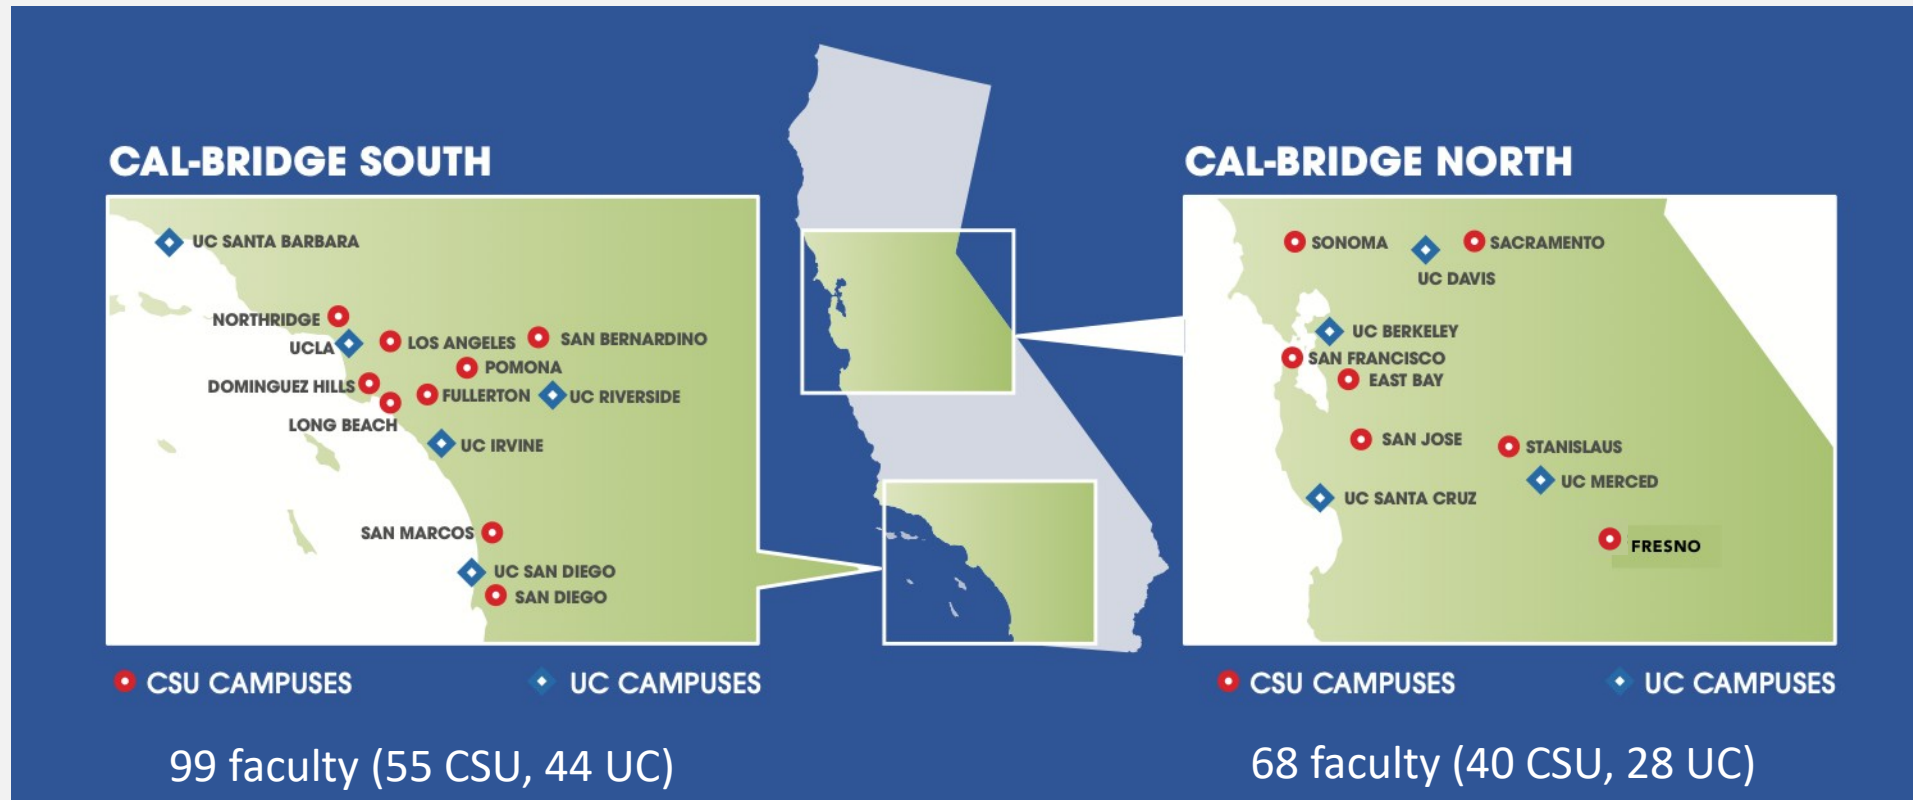 CAL-BRIDGE SOUTH
UC SANTA BARBARA
NORTHRIDGE
UCLA
LOS ANGELES
SAN BERNARDINO
POMONA
DOMINGUEZ HILLS
FULLERTON
UC RIVERSIDE
LONG BEACH
UC IRVINE
SAN MARCOS
UC SAN DIEGO
SAN DIEGO
CSU CAMPUSES
UC CAMPUSES
99 faculty (55 CSU, 44 UC)
CAL-BRIDGE NORTH
SONOMA
SACRAMENTO
UC DAVIS
UC BERKELEY
SAN FRANCISCO
EAST BAY
SAN JOSE
STANISLAUS
UC MERCED
UC SANTA CRUZ
FRESNO
CSU CAMPUSES
UC CAMPUSES
68 faculty (40 CSU, 28 UC)